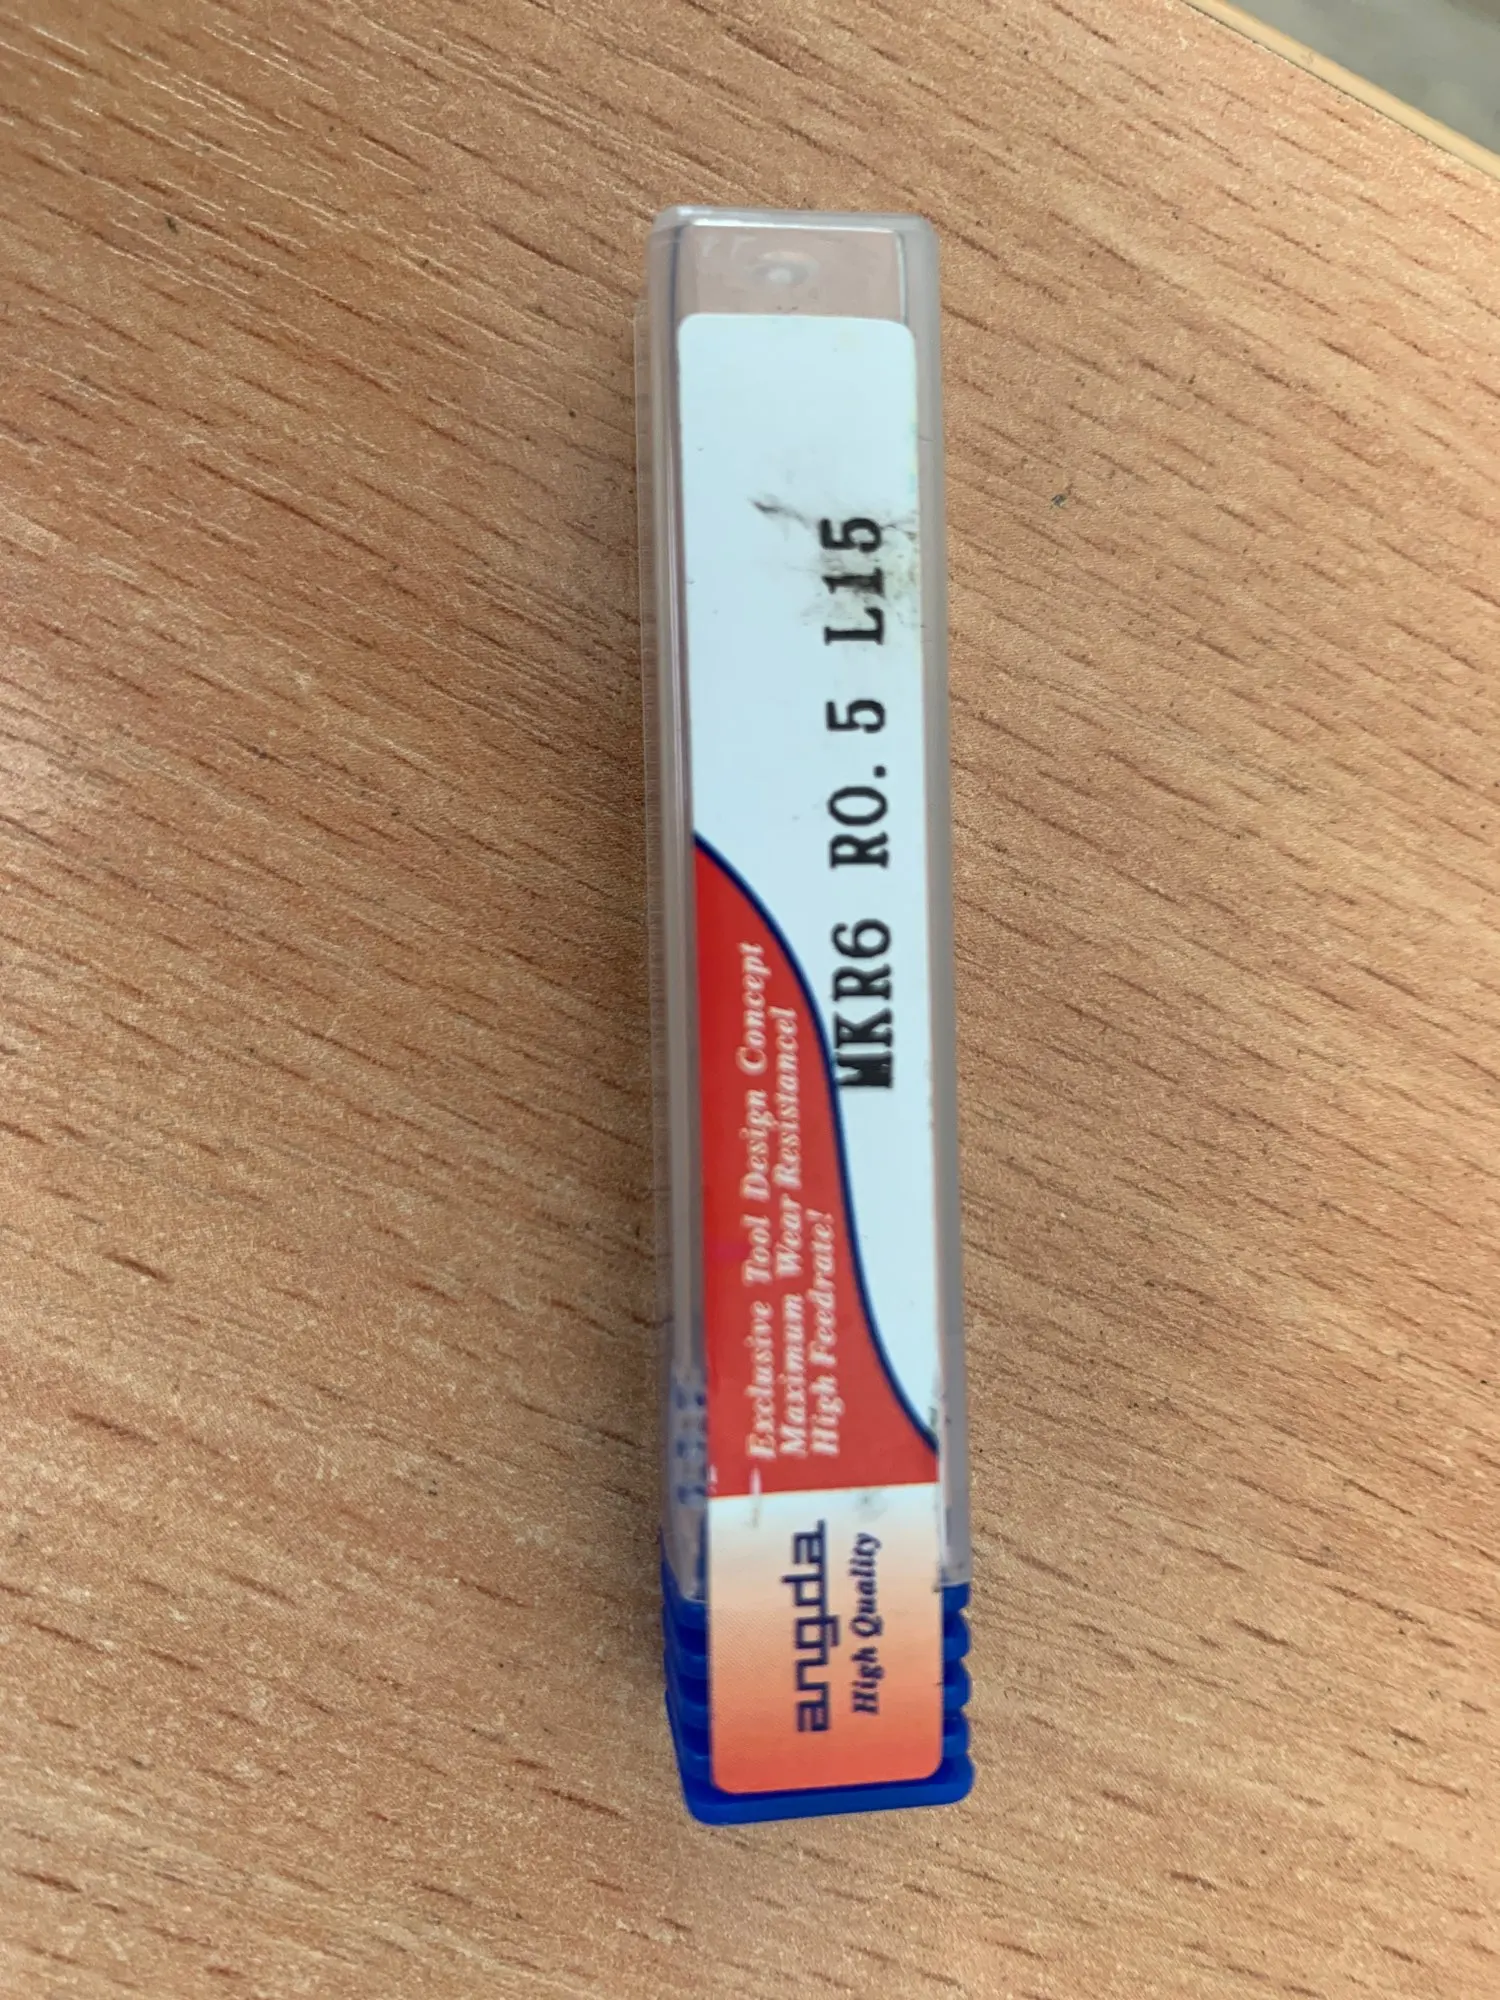 MKR6 R0.5 L15
Exclusive Tool Design Concept
Maximum Wear Resistance!
High Feedrate!
angda
High Quality